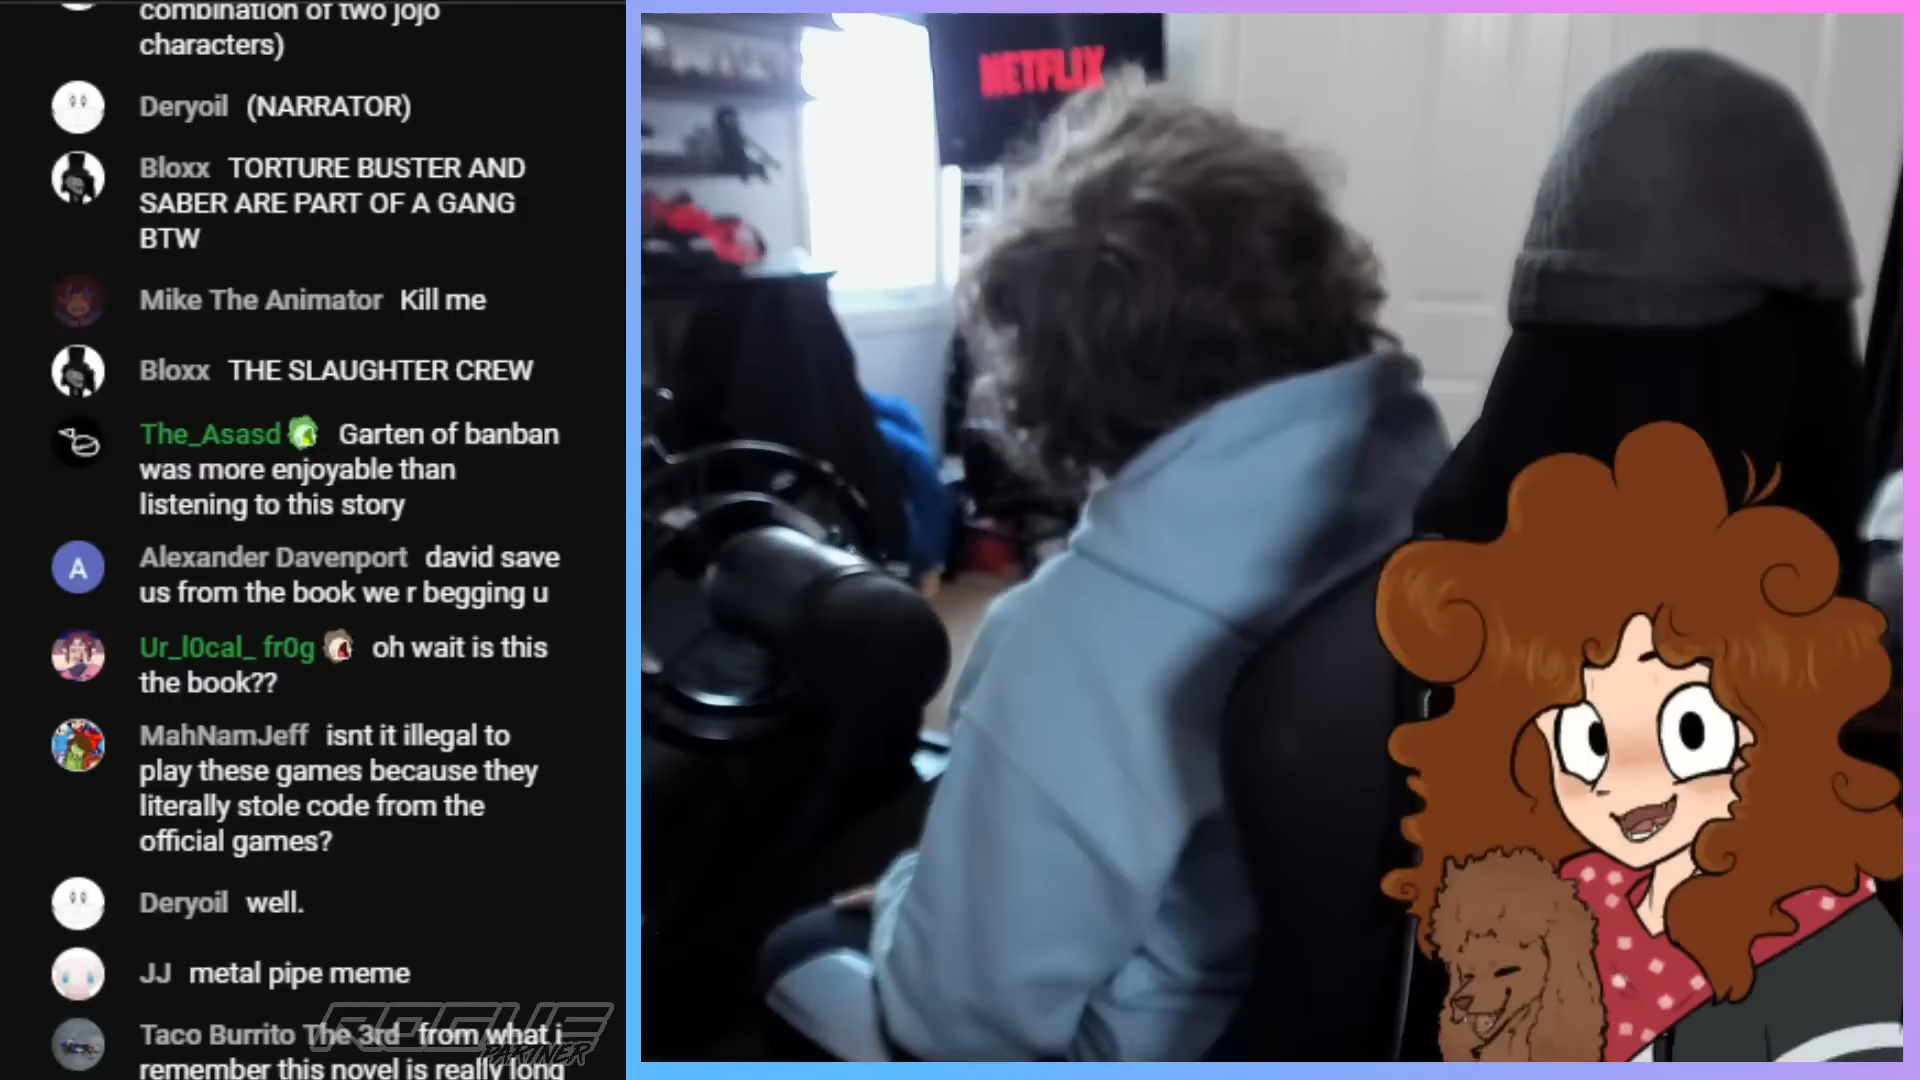 combination of two jojo
characters)
Deryoil (NARRATOR)
Bloxx TORTURE BUSTER AND
SABER ARE PART OF A GANG
BTW
Mike The Animator Kill me
Bloxx THE SLAUGHTER CREW
The_Asasd Garten of banban
was more enjoyable than
listening to this story
Alexander Davenport david save
us from the book we r begging u
A
Ur_l0cal_ fr0g oh wait is this
the book??
MahNamJeff isnt it illegal to
play these games because they
literally stole code from the
official games?
Deryoil well.
JJ metal pipe meme
Taco Burrito The 3rd from what i
remember this novel is really long
ROGUE
PARTNER
NETFLIX